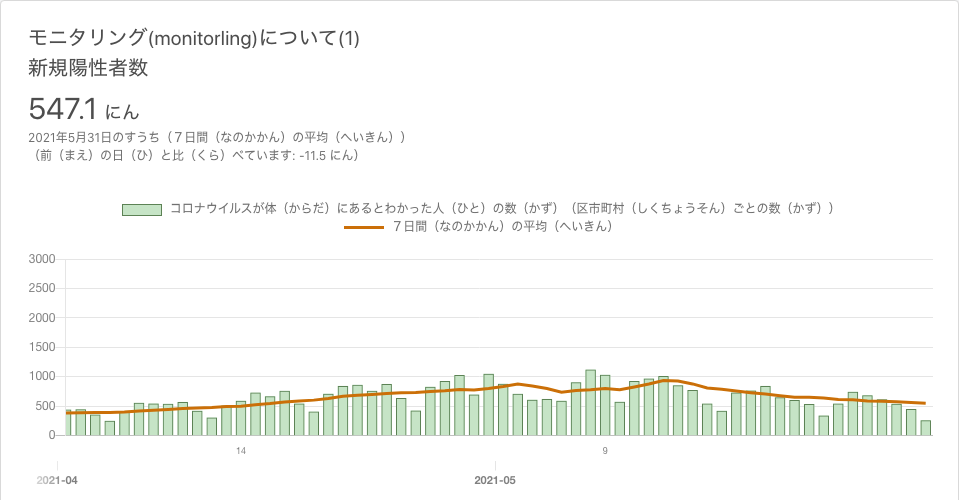 モニタリング(monitorling)について(1)
新規陽性者数
547.1 にん
2021年5月31日のすうち（７日間（なのかかん）の平均（へいきん））
（前（まえ）の日（ひ）と比（くら）べています: -11.5 にん）
コロナウイルスが体（からだ）にあるとわかった人（ひと）の数（かず）（区市町村（しくちょうそん）ごとの数（かず））
７日間（なのかかん）の平均（へいきん）
3000
2500
2000
1500
1000
500
0
14 9
2021-04 2021-05